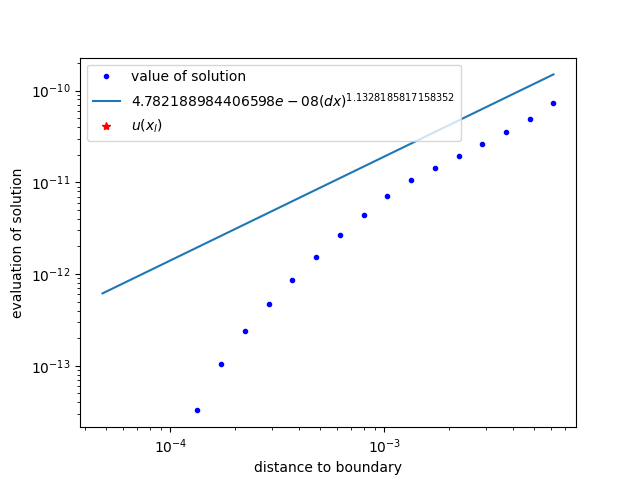 value of solution
4.782188984406598e − 08(dx)^1.1328185817158352
u(x_l)
10^−10
10^−11
10^−12
10^−13
evaluation of solution
10^−4
10^−3
distance to boundary